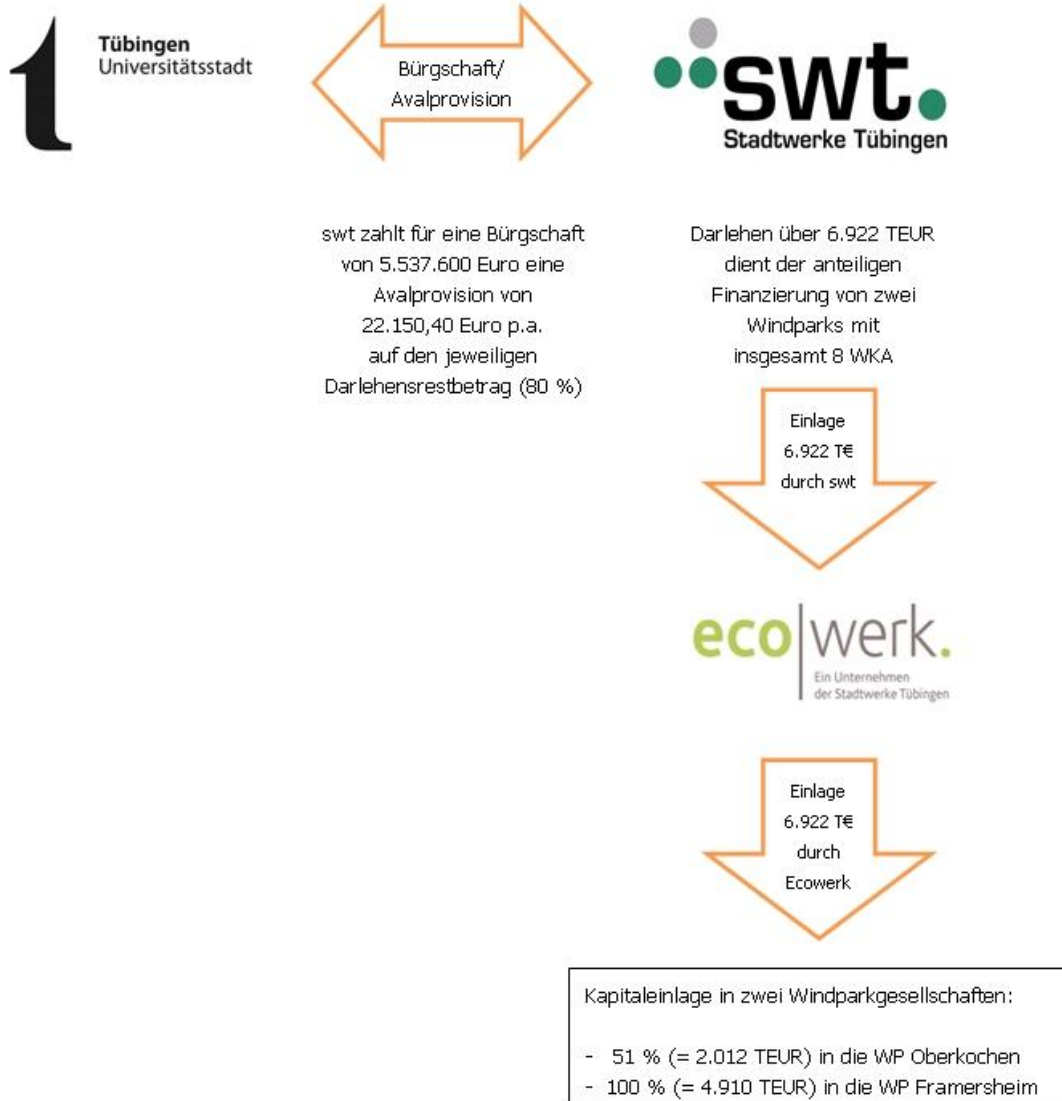 Tübingen
Universitätsstadt
Bürgschaft/
Avalprovision
swt.
Stadtwerke Tübingen
swt zahlt für eine Bürgschaft
von 5.537.600 Euro eine
Avalprovision von
22.150,40 Euro p.a.
auf den jeweiligen
Darlehensrestbetrag (80 %)
Darlehen über 6.922 TEUR
dient der anteiligen
Finanzierung von zwei
Windparks mit
insgesamt 8 WKA
Einlage
6.922 T€
durch swt
eco|werk.
Ein Unternehmen
der Stadtwerke Tübingen
Einlage
6.922 T€
durch
Ecowerk
Kapitaleinlage in zwei Windparkgesellschaften:
- 51 % (= 2.012 TEUR) in die WP Oberkochen
- 100 % (= 4.910 TEUR) in die WP Framersheim